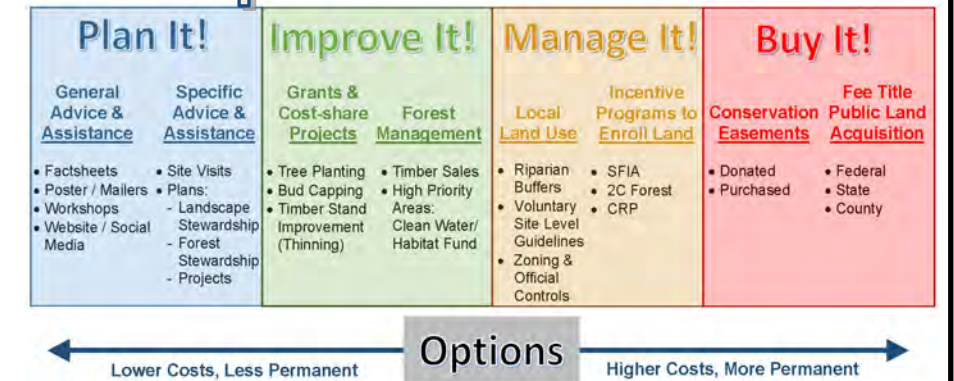 Plan It!
General
Advice &
Assistance
• Factsheets
• Poster / Mailers
• Workshops
• Website / Social
Media
Specific
Advice &
Assistance
• Site Visits
• Plans:
- Landscape
Stewardship
- Forest
Stewardship
- Projects
Improve It!
Grants &
Cost-share
Projects
• Tree Planting
• Bud Capping
• Timber Stand
Improvement
(Thinning)
Forest
Management
• Timber Sales
• High Priority
Areas:
Clean Water/
Habitat Fund
Manage It!
Local
Land Use
• Riparian
Buffers
• Voluntary
Site Level
Guidelines
• Zoning &
Official
Controls
Incentive
Programs to
Enroll Land
• SFIA
• 2C Forest
• CRP
Buy It!
Conservation
Easements
• Donated
• Purchased
Fee Title
Public Land
Acquisition
• Federal
• State
• County
Options
Lower Costs, Less Permanent
Higher Costs, More Permanent